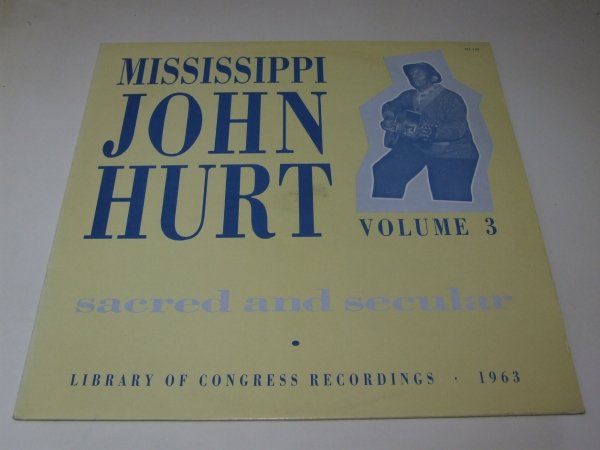 MISSISSIPPI
JOHN
HURT
VOLUME 3
sacred and secular
LIBRARY OF CONGRESS RECORDINGS · 1963